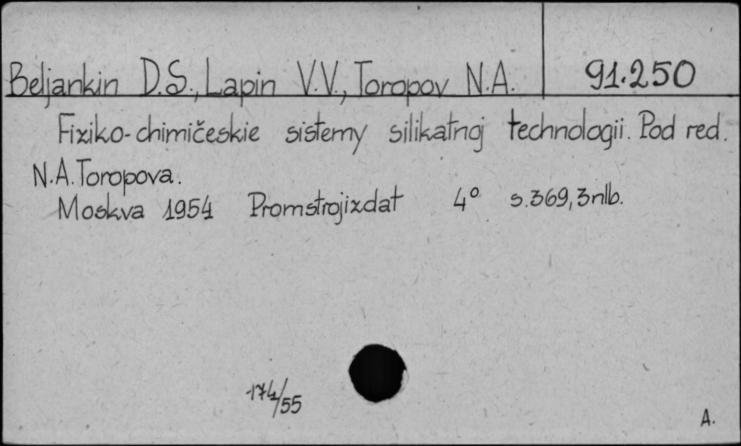 Beljankin D.S., Lapin V.V., Toropov N.A. 91.250
Fiziko-chimičeskie sistemy silikatnoj technologii. Pod red.
N.A.Toropova.
Moskva 1954 Promstrojizdat 4° s.369,3nlb.
174/55
A.